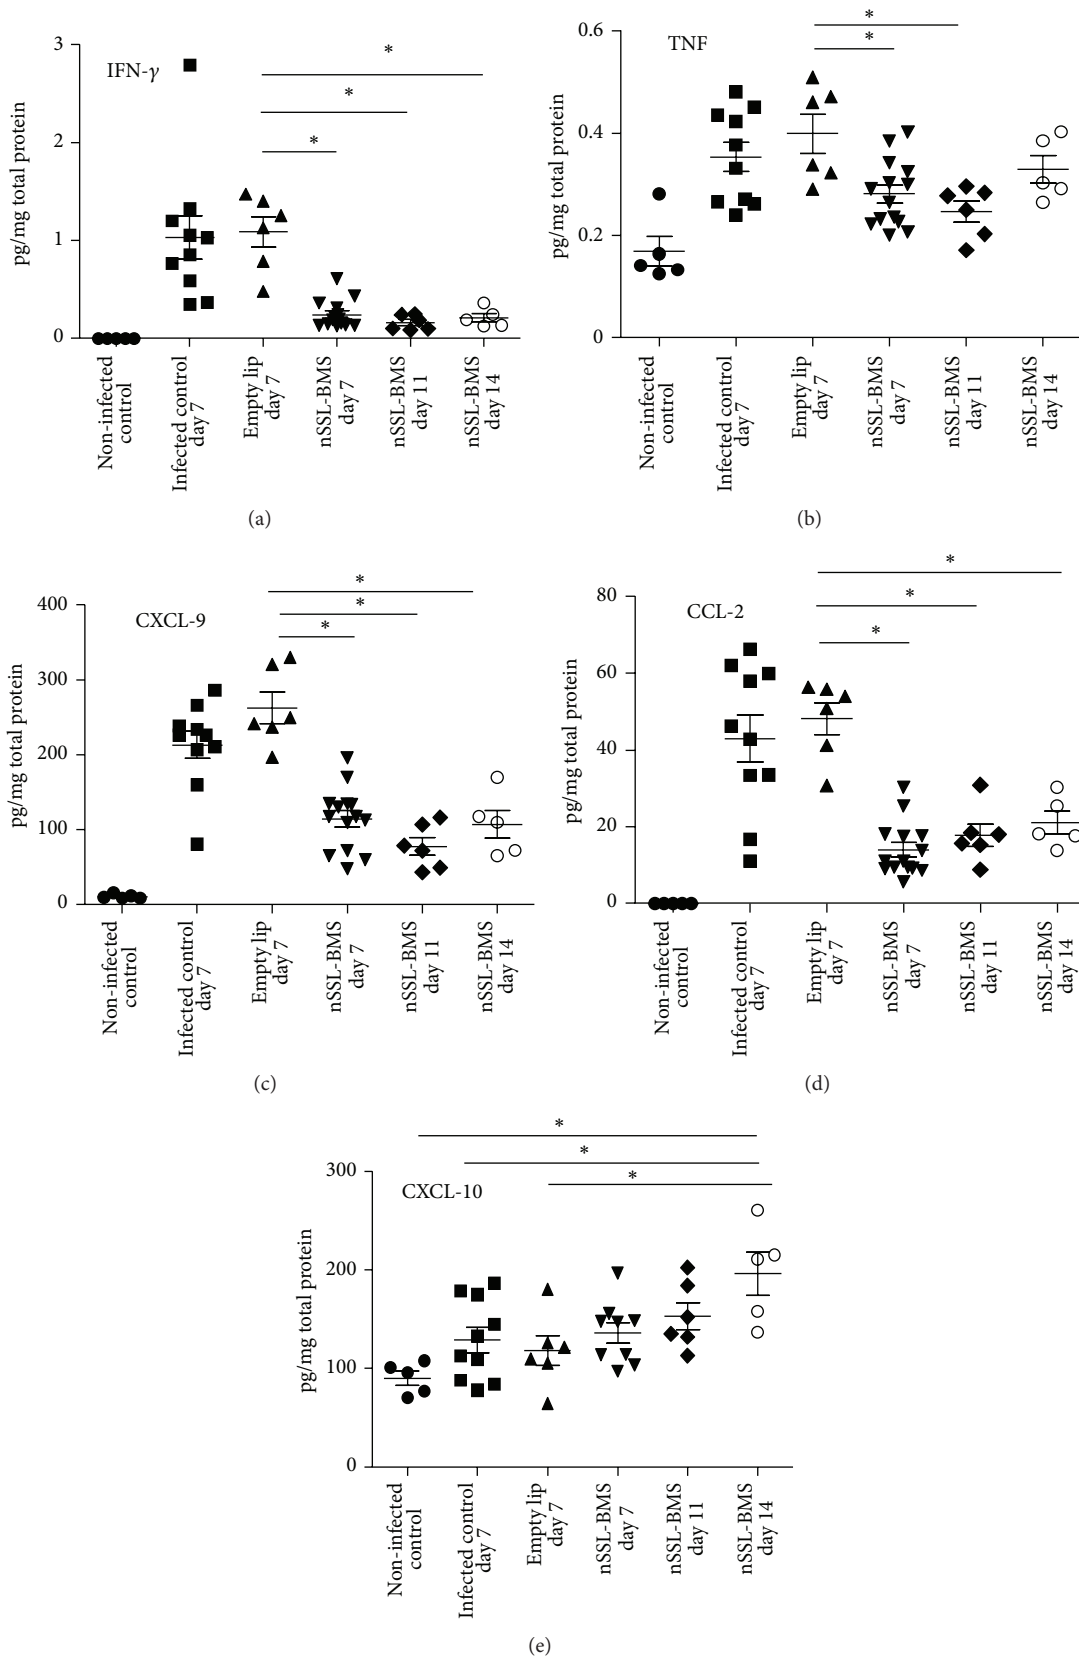 IFN-γ
pg/mg total protein
3
2
1
0
*
*
*
Non-infected
control
Infected control
day 7
Empty lip
day 7
nSSL-BMS
day 7
nSSL-BMS
day 11
nSSL-BMS
day 14
(a)
TNF
pg/mg total protein
0.6
0.4
0.2
0
*
*
Non-infected
control
Infected control
day 7
Empty lip
day 7
nSSL-BMS
day 7
nSSL-BMS
day 11
nSSL-BMS
day 14
(b)
CXCL-9
pg/mg total protein
400
300
200
100
0
*
*
*
Non-infected
control
Infected control
day 7
Empty lip
day 7
nSSL-BMS
day 7
nSSL-BMS
day 11
nSSL-BMS
day 14
(c)
CCL-2
pg/mg total protein
80
60
40
20
0
*
*
*
Non-infected
control
Infected control
day 7
Empty lip
day 7
nSSL-BMS
day 7
nSSL-BMS
day 11
nSSL-BMS
day 14
(d)
CXCL-10
pg/mg total protein
300
200
100
0
*
*
*
Non-infected
control
Infected control
day 7
Empty lip
day 7
nSSL-BMS
day 7
nSSL-BMS
day 11
nSSL-BMS
day 14
(e)